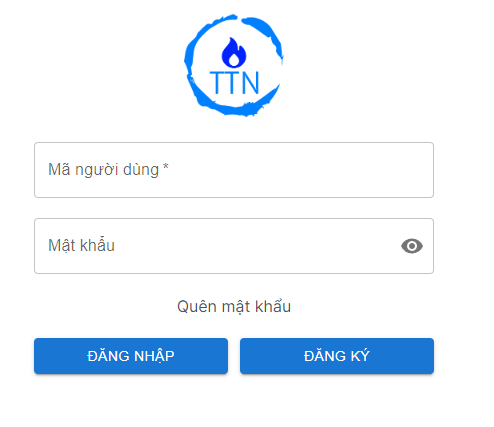 TTN
Mã người dùng *
Mật khẩu
Quên mật khẩu
ĐĂNG NHẬP
ĐĂNG KÝ